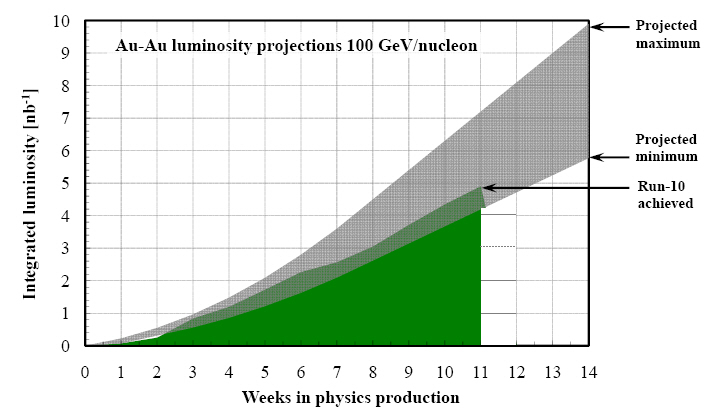 Au-Au luminosity projections 100 GeV/nucleon
Projected
maximum
Projected
minimum
Run-10
achieved
Integrated luminosity [nb⁻¹]
10
9
8
7
6
5
4
3
2
1
0
0 1 2 3 4 5 6 7 8 9 10 11 12 13 14
Weeks in physics production